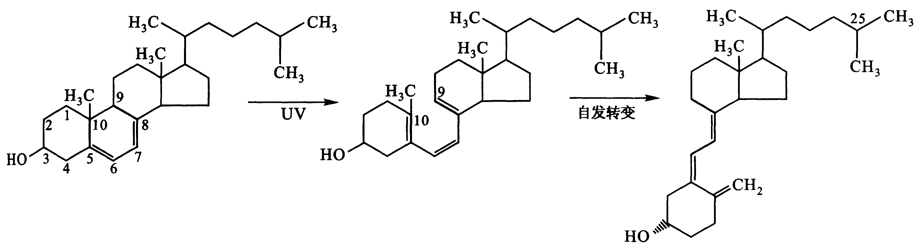 H₃C CH₃
H₃C CH₃
H₃C 9
1
2 10 8
HO 3 4 5 6 7
UV
H₃C CH₃
H₃C CH₃
9
H₃C 10
HO
自发转变
H₃C 25 CH₃
H₃C CH₃
CH₂
HO